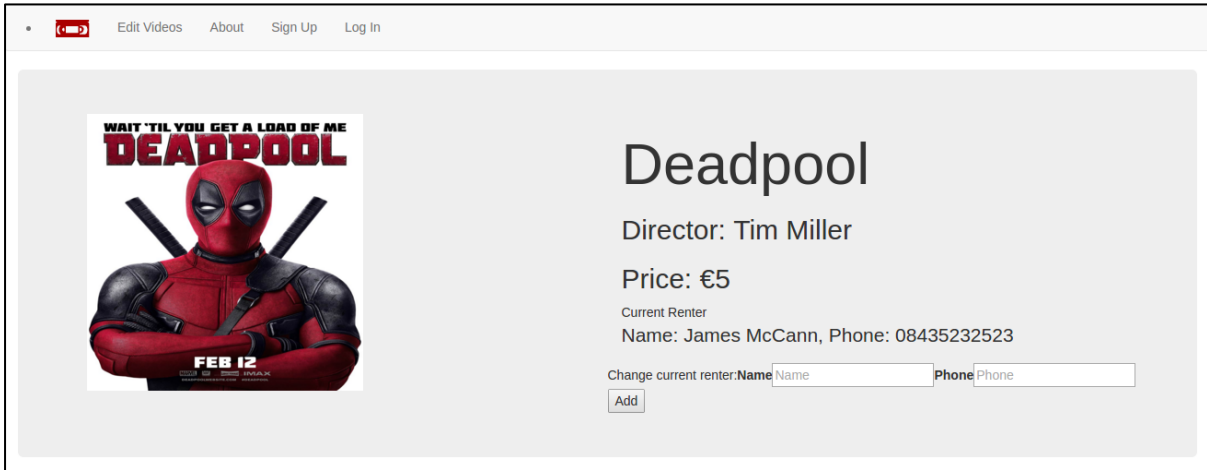 Edit Videos About Sign Up Log In
WAIT 'TIL YOU GET A LOAD OF ME
DEADPOOL
FEB 12
IMAX
Deadpool
Director: Tim Miller
Price: €5
Current Renter
Name: James McCann, Phone: 08435232523
Change current renter:Name Name Phone Phone
Add